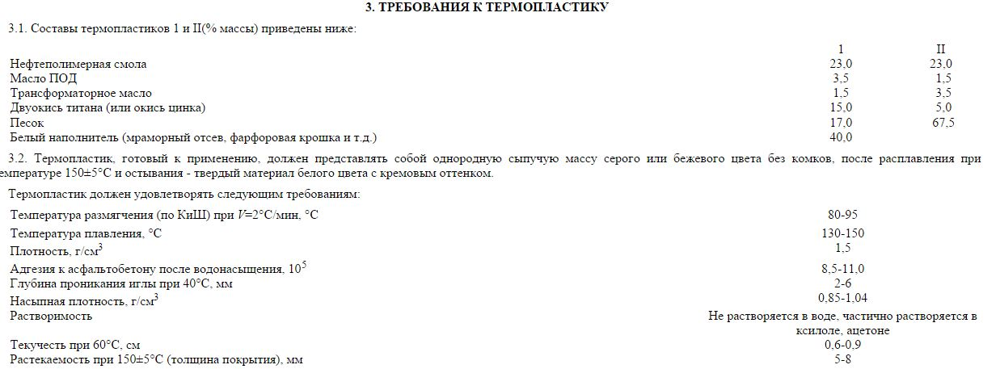 3. ТРЕБОВАНИЯ К ТЕРМОПЛАСТИКУ
3.1. Составы термопластиков 1 и II(% массы) приведены ниже:
1 II
Нефтеполимерная смола 23,0 23,0
Масло ПОД 3,5 1,5
Трансформаторное масло 1,5 3,5
Двуокись титана (или окись цинка) 15,0 5,0
Песок 17,0 67,5
Белый наполнитель (мраморный отсев, фарфоровая крошка и т.д.) 40,0
3.2. Термопластик, готовый к применению, должен представлять собой однородную сыпучую массу серого или бежевого цвета без комков, после расплавления при
емпературе 150±5°С и остывания - твердый материал белого цвета с кремовым оттенком.
Термопластик должен удовлетворять следующим требованиям:
Температура размягчения (по КиШ) при V=2°С/мин, °С 80-95
Температура плавления, °С 130-150
Плотность, г/см3 1,5
Адгезия к асфальтобетону после водонасыщения, 105 8,5-11,0
Глубина проникания иглы при 40°С, мм 2-6
Насыпная плотность, г/см3 0,85-1,04
Растворимость Не растворяется в воде, частично растворяется в
ксилоле, ацетоне
Текучесть при 60°С, см 0,6-0,9
Растекаемость при 150±5°С (толщина покрытия), мм 5-8